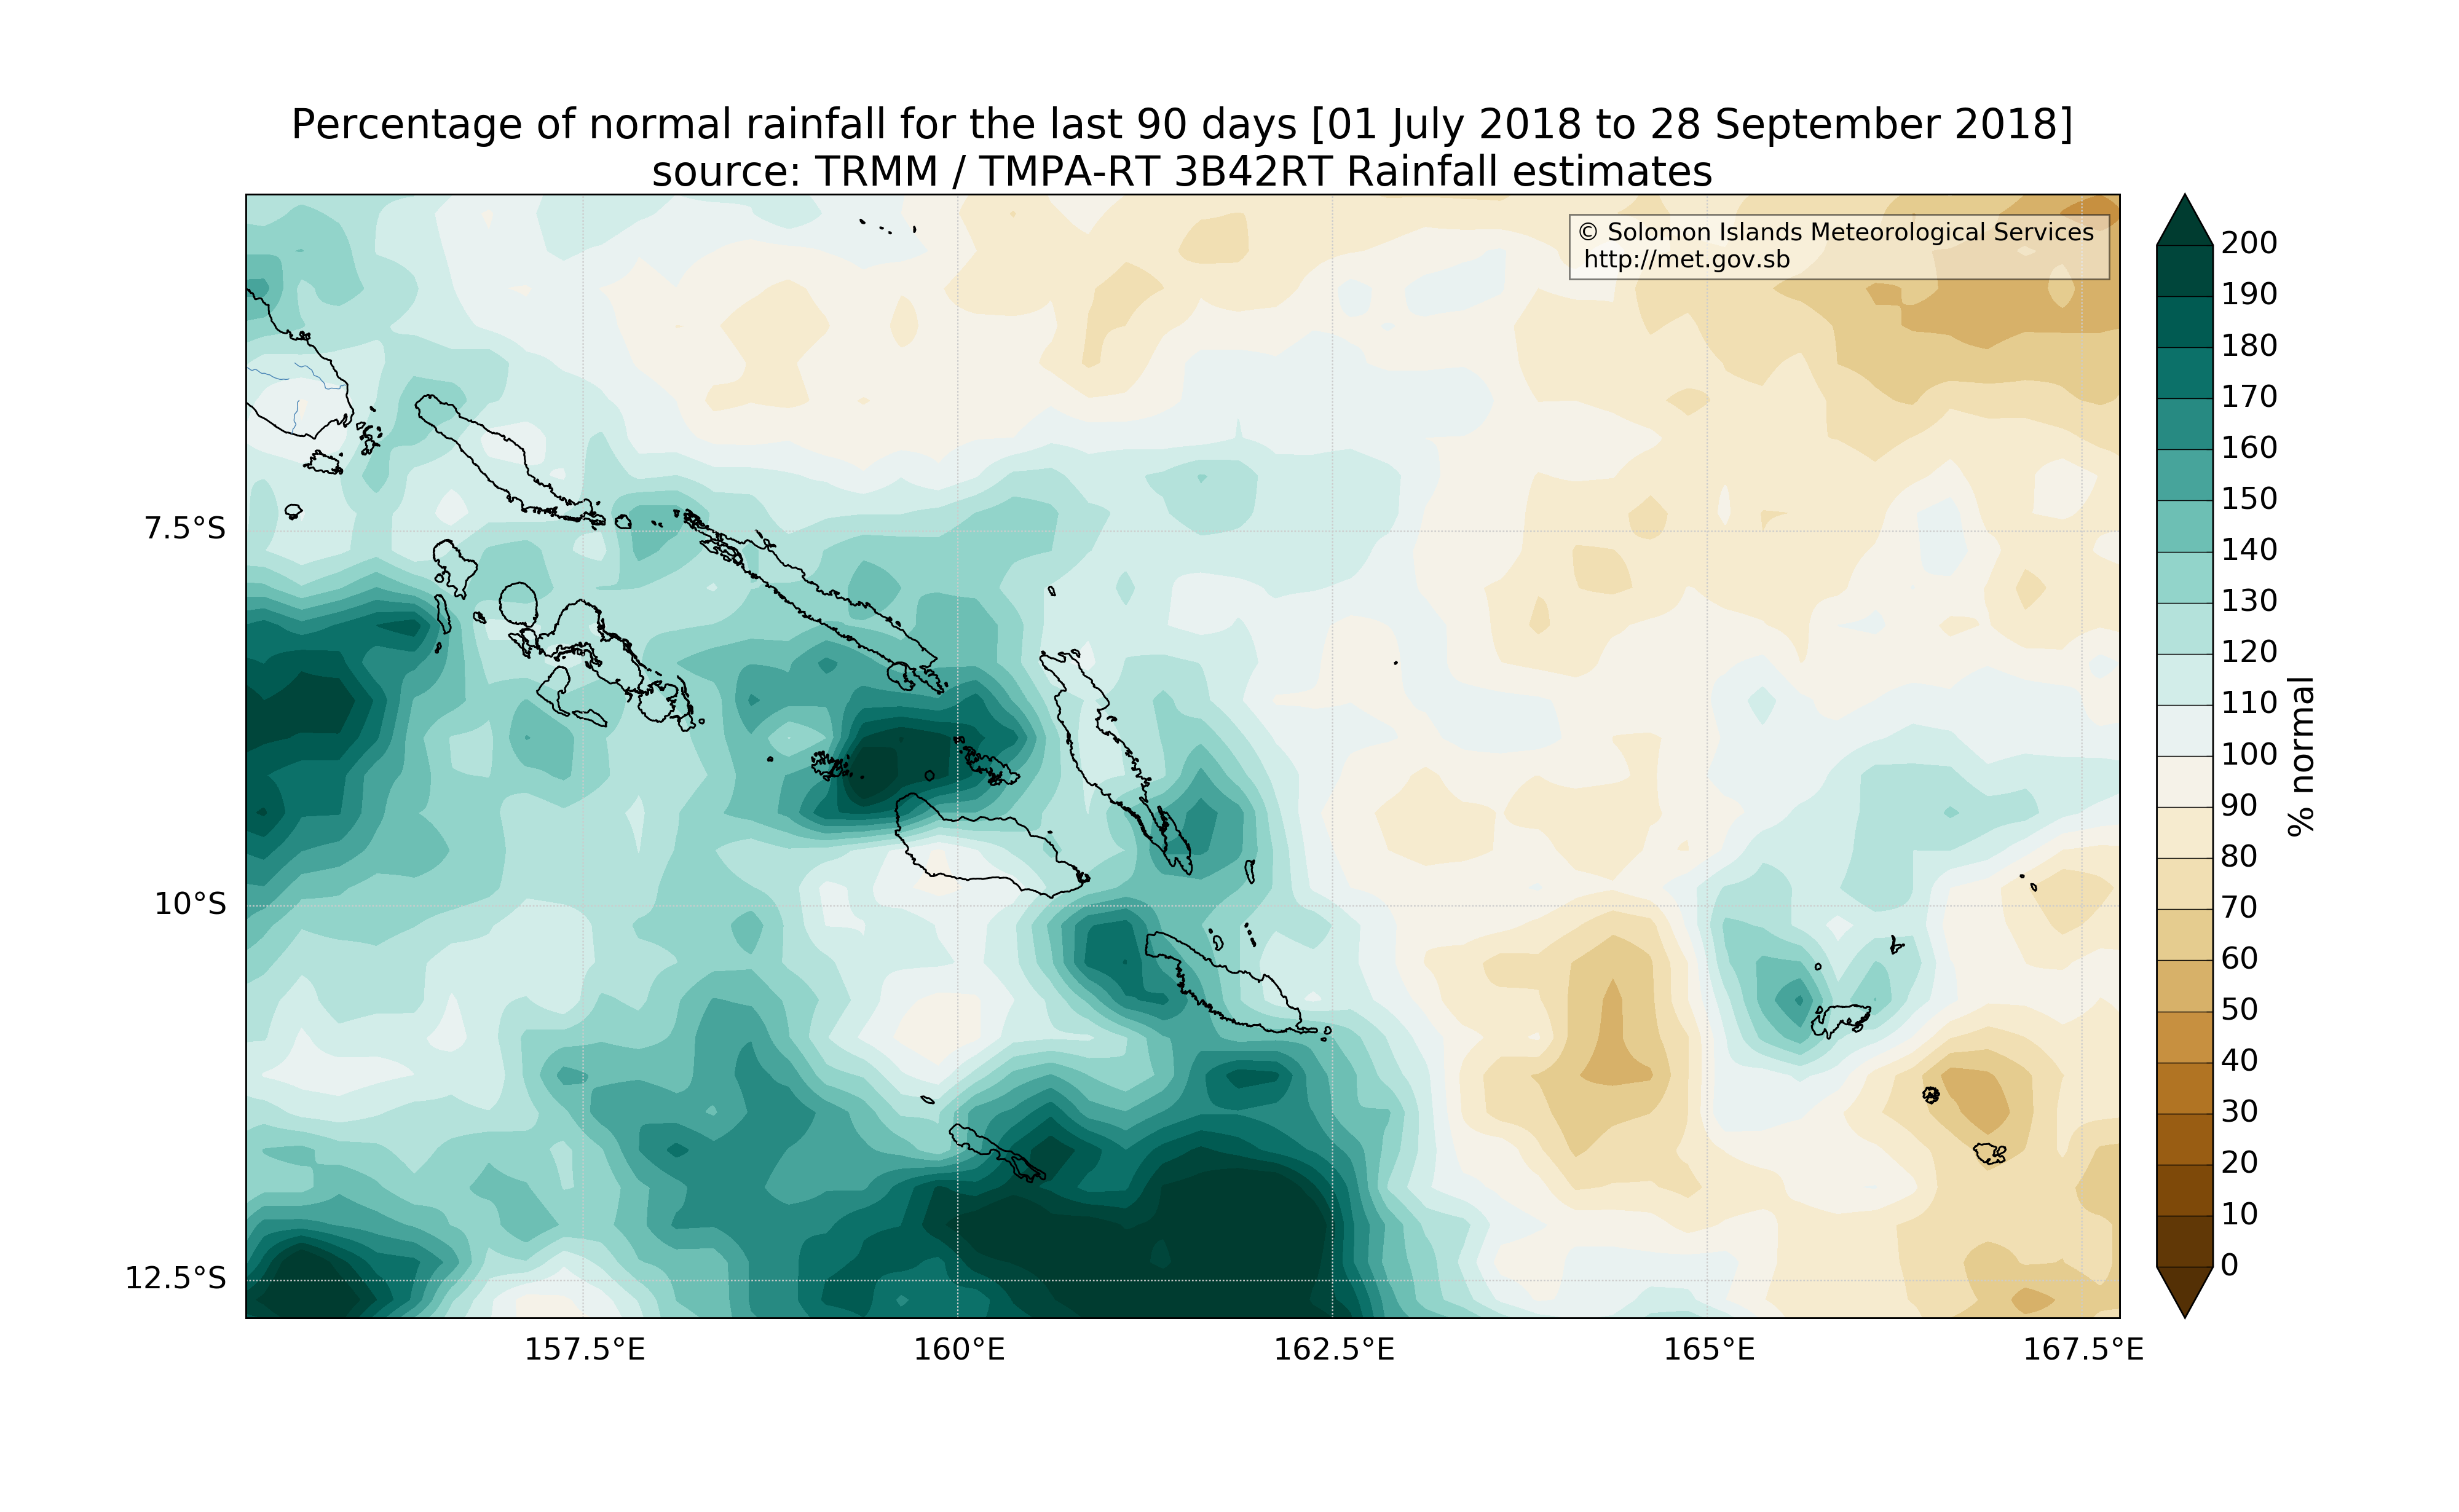 Percentage of normal rainfall for the last 90 days [01 July 2018 to 28 September 2018]
source: TRMM / TMPA-RT 3B42RT Rainfall estimates
© Solomon Islands Meteorological Services
http://met.gov.sb
7.5°S
10°S
12.5°S
157.5°E
160°E
162.5°E
165°E
167.5°E
200
190
180
170
160
150
140
130
120
110
100
90
80
70
60
50
40
30
20
10
0
% normal